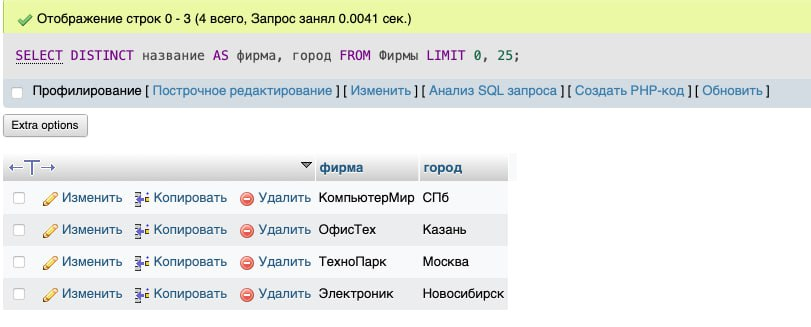 Отображение строк 0 - 3 (4 всего, Запрос занял 0.0041 сек.)
SELECT DISTINCT название AS фирма, город FROM Фирмы LIMIT 0, 25;
Профилирование [ Построчное редактирование ] [ Изменить ] [ Анализ SQL запроса ] [ Создать PHP-код ] [ Обновить ]
Extra options
←T→ фирма город
Изменить Копировать Удалить КомпьютерМир СПб
Изменить Копировать Удалить ОфисТех Казань
Изменить Копировать Удалить ТехноПарк Москва
Изменить Копировать Удалить Электроник Новосибирск